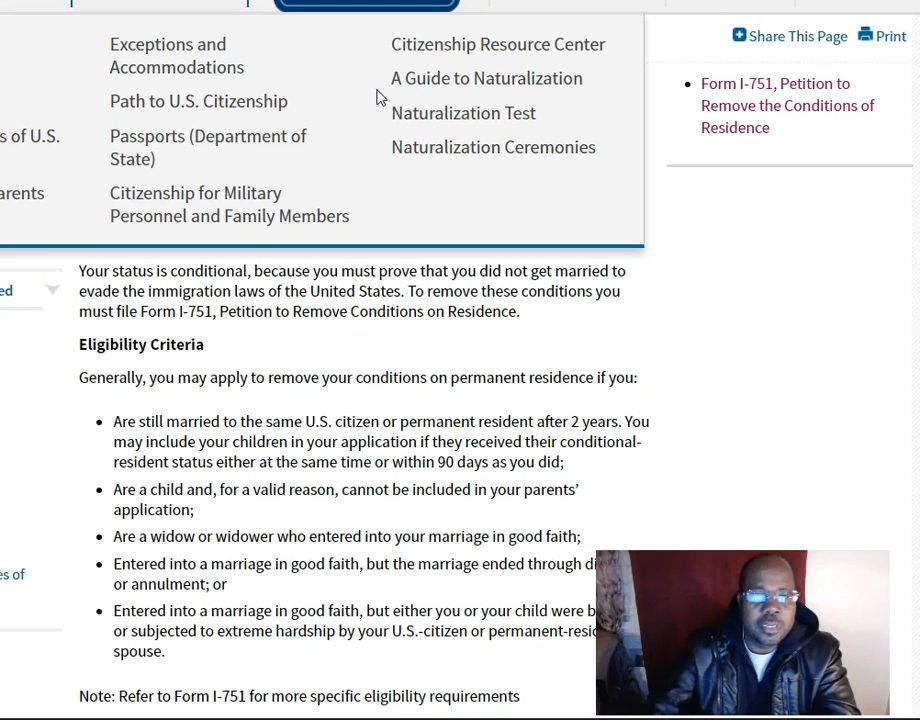 Exceptions and
Accommodations
Path to U.S. Citizenship
s of U.S.
Passports (Department of
State)
arents
Citizenship for Military
Personnel and Family Members
Citizenship Resource Center
A Guide to Naturalization
Naturalization Test
Naturalization Ceremonies
Share This Page
Print
Form I-751, Petition to
Remove the Conditions of
Residence
ed
es of
Your status is conditional, because you must prove that you did not get married to
evade the immigration laws of the United States. To remove these conditions you
must file Form I-751, Petition to Remove Conditions on Residence.
Eligibility Criteria
Generally, you may apply to remove your conditions on permanent residence if you:
Are still married to the same U.S. citizen or permanent resident after 2 years. You
may include your children in your application if they received their conditional-
resident status either at the same time or within 90 days as you did;
Are a child and, for a valid reason, cannot be included in your parents’
application;
Are a widow or widower who entered into your marriage in good faith;
Entered into a marriage in good faith, but the marriage ended through di
or annulment; or
Entered into a marriage in good faith, but either you or your child were b
or subjected to extreme hardship by your U.S.-citizen or permanent-resid
spouse.
Note: Refer to Form I-751 for more specific eligibility requirements